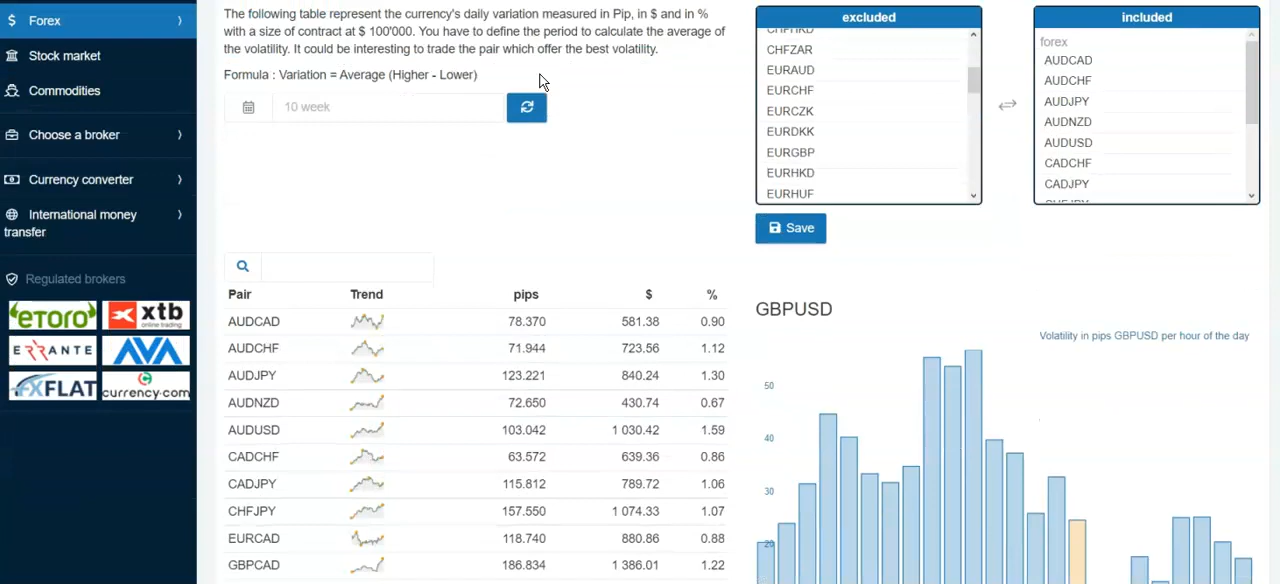 Forex
Stock market
Commodities
Choose a broker
Currency converter
International money
transfer
Regulated brokers
eToro
xtb
online trading
ERRANTE
AVA
FXFLAT
currency.com
The following table represent the currency's daily variation measured in Pip, in $ and in %
with a size of contract at $ 100'000. You have to define the period to calculate the average of
the volatility. It could be interesting to trade the pair which offer the best volatility.
Formula : Variation = Average (Higher - Lower)
10 week
excluded
CHFZAR
EURAUD
EURCHF
EURCZK
EURDKK
EURGBP
EURHKD
EURHUF
included
forex
AUDCAD
AUDCHF
AUDJPY
AUDNZD
AUDUSD
CADCHF
CADJPY
Save
Pair Trend pips $ %
AUDCAD 78.370 581.38 0.90
AUDCHF 71.944 723.56 1.12
AUDJPY 123.221 840.24 1.30
AUDNZD 72.650 430.74 0.67
AUDUSD 103.042 1 030.42 1.59
CADCHF 63.572 639.36 0.86
CADJPY 115.812 789.72 1.06
CHFJPY 157.550 1 074.33 1.07
EURCAD 118.740 880.86 0.88
GBPCAD 186.834 1 386.01 1.22
GBPUSD
Volatility in pips GBPUSD per hour of the day
50
40
30
20